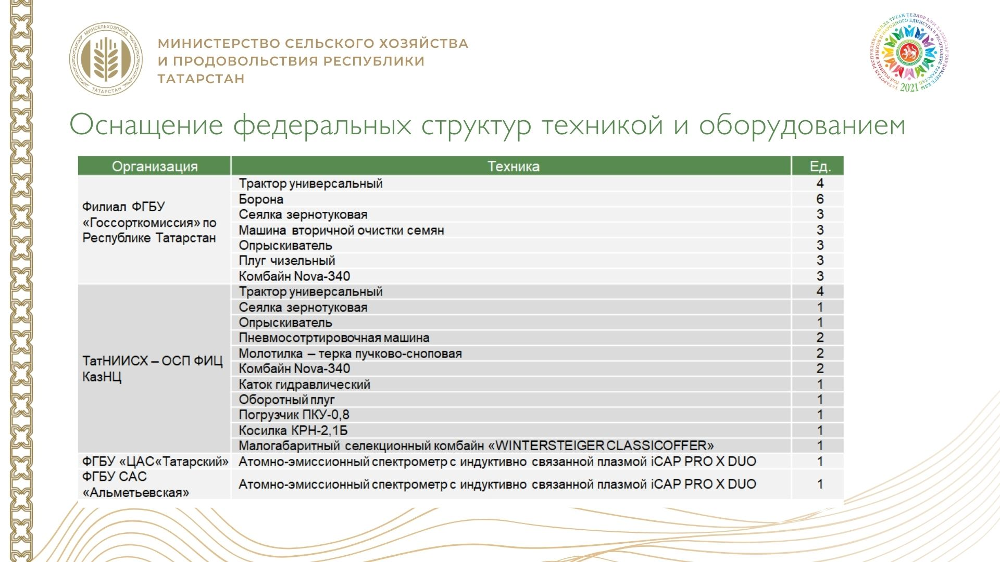 МИНСЕЛЬХОЗПРОД
ТАТАРСТАН
МИНИСТЕРСТВО СЕЛЬСКОГО ХОЗЯЙСТВА
И ПРОДОВОЛЬСТВИЯ РЕСПУБЛИКИ
ТАТАРСТАН
ТАТАРСТАН РЕСПУБЛИКАСЫНДА ТУГАН ТЕЛЛӘР ҺӘМ ХАЛЫКЛАР БЕРДӘМЛЕГЕ ЕЛЫ
ГОД РОДНЫХ ЯЗЫКОВ И НАРОДНОГО ЕДИНСТВА В РЕСПУБЛИКЕ ТАТАРСТАН
2021
Оснащение федеральных структур техникой и оборудованием
Организация Техника Ед.
Филиал ФГБУ
«Госсорткомиссия» по
Республике Татарстан
Трактор универсальный 4
Борона 6
Сеялка зернотуковая 3
Машина вторичной очистки семян 3
Опрыскиватель 3
Плуг чизельный 3
Комбайн Nova-340 3
ТатНИИСХ – ОСП ФИЦ
КазНЦ
Трактор универсальный 4
Сеялка зернотуковая 1
Опрыскиватель 1
Пневмосотртировочная машина 2
Молотилка – терка пучково-сноповая 2
Комбайн Nova-340 2
Каток гидравлический 1
Оборотный плуг 1
Погрузчик ПКУ-0,8 1
Косилка КРН-2,1Б 1
Малогабаритный селекционный комбайн «WINTERSTEIGER CLASSICOFFER» 1
ФГБУ «ЦАС«Татарский» Атомно-эмиссионный спектрометр с индуктивно связанной плазмой iCAP PRO X DUO 1
ФГБУ САС
«Альметьевская»
Атомно-эмиссионный спектрометр с индуктивно связанной плазмой iCAP PRO X DUO 1